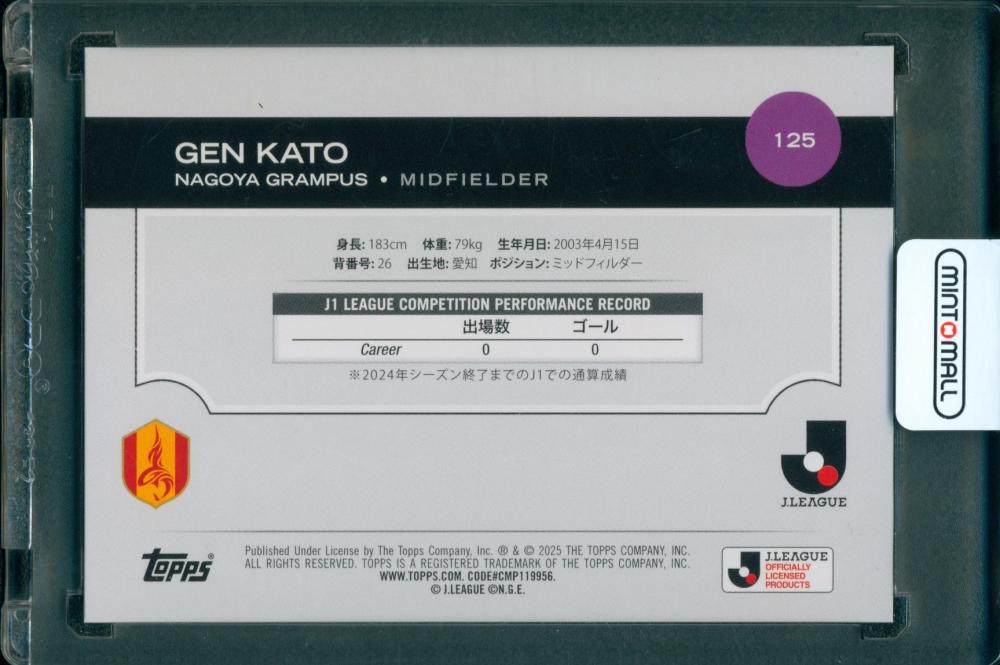 GEN KATO
NAGOYA GRAMPUS • MIDFIELDER
125
身長: 183cm 体重: 79kg 生年月日: 2003年4月15日
背番号: 26 出生地: 愛知 ポジション: ミッドフィルダー
J1 LEAGUE COMPETITION PERFORMANCE RECORD
出場数 ゴール
Career 0 0
※2024年シーズン終了までのJ1での通算成績
MINTOMALL
J.LEAGUE
topps®
Published Under License by The Topps Company, Inc. ® & © 2025 THE TOPPS COMPANY, INC.
ALL RIGHTS RESERVED. TOPPS IS A REGISTERED TRADEMARK OF THE TOPPS COMPANY, INC.
WWW.TOPPS.COM. CODE#CMP119956.
© J.LEAGUE ©N.G.E.
J.LEAGUE
OFFICIALLY
LICENSED
PRODUCTS